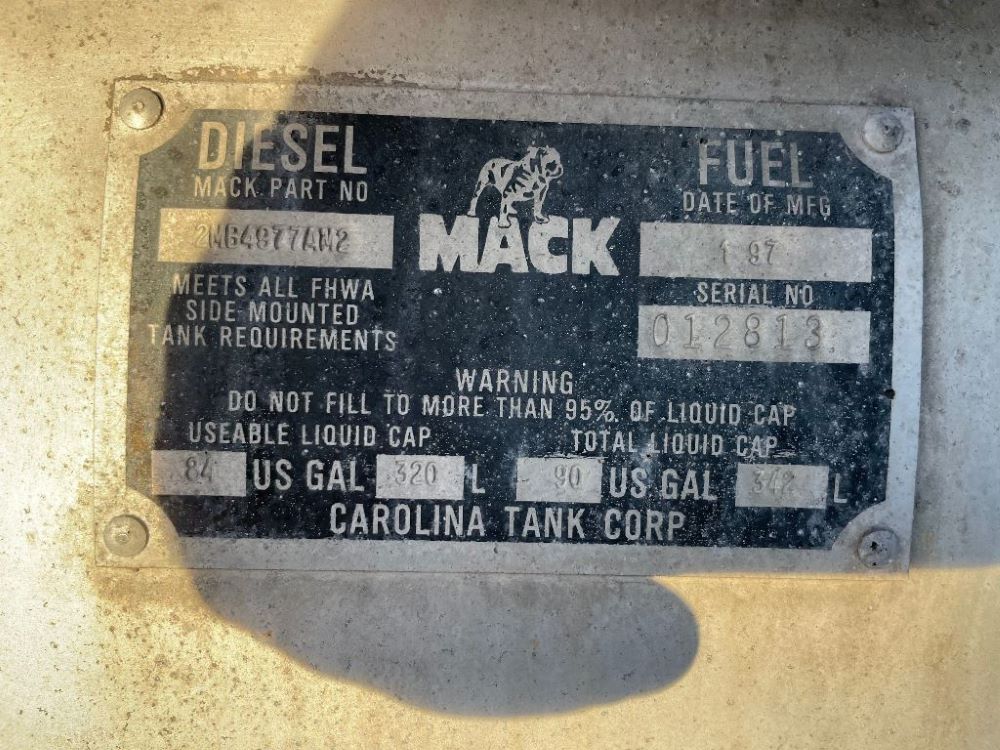 DIESEL
FUEL
MACK PART NO
DATE OF MFG
2MB4977AM2
MACK
1 97
MEETS ALL FHWA
SIDE MOUNTED
TANK REQUIREMENTS
SERIAL NO
012813
WARNING
DO NOT FILL TO MORE THAN 95% OF LIQUID CAP
USEABLE LIQUID CAP
TOTAL LIQUID CAP
84 US GAL 320 L 90 US GAL 342 L
CAROLINA TANK CORP